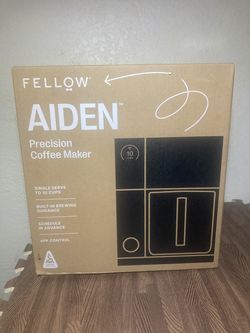 FELLOW
AIDEN™
Precision
Coffee Maker
10
SINGLE SERVE
TO 10 CUPS
BUILT-IN BREWING
GUIDANCE
SCHEDULE
IN ADVANCE
APP CONTROL